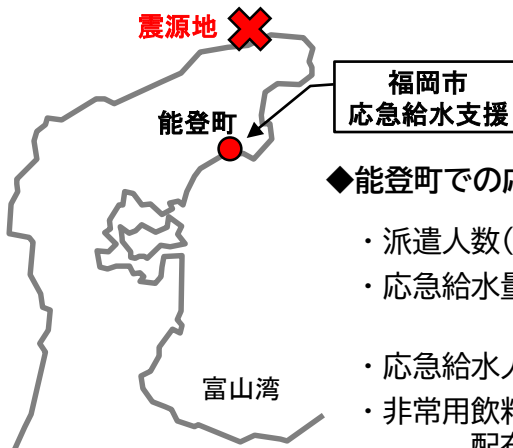 震源地
能登町
福岡市
応急給水支援
◆能登町での応
・派遣人数(
・応急給水量
・応急給水人
・非常用飲料
配布
富山湾